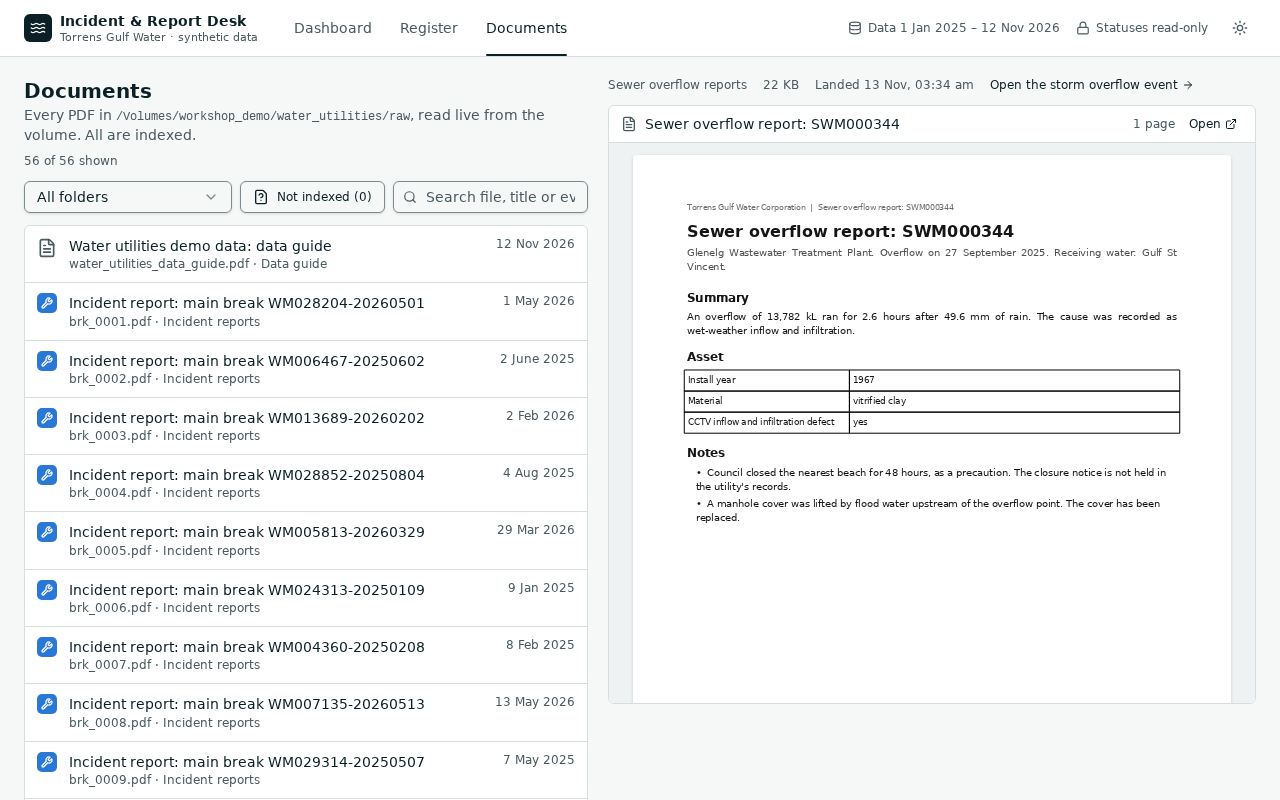 Incident & Report Desk
Torrens Gulf Water · synthetic data
Dashboard
Register
Documents
Data 1 Jan 2025 – 12 Nov 2026
Statuses read-only
Documents
Every PDF in /Volumes/workshop_demo/water_utilities/raw, read live from the
volume. All are indexed.
56 of 56 shown
All folders
Not indexed (0)
Search file, title or ev
Water utilities demo data: data guide
12 Nov 2026
water_utilities_data_guide.pdf · Data guide
Incident report: main break WM028204-20260501
1 May 2026
brk_0001.pdf · Incident reports
Incident report: main break WM006467-20250602
2 June 2025
brk_0002.pdf · Incident reports
Incident report: main break WM013689-20260202
2 Feb 2026
brk_0003.pdf · Incident reports
Incident report: main break WM028852-20250804
4 Aug 2025
brk_0004.pdf · Incident reports
Incident report: main break WM005813-20260329
29 Mar 2026
brk_0005.pdf · Incident reports
Incident report: main break WM024313-20250109
9 Jan 2025
brk_0006.pdf · Incident reports
Incident report: main break WM004360-20250208
8 Feb 2025
brk_0007.pdf · Incident reports
Incident report: main break WM007135-20260513
13 May 2026
brk_0008.pdf · Incident reports
Incident report: main break WM029314-20250507
7 May 2025
brk_0009.pdf · Incident reports
Sewer overflow reports
22 KB
Landed 13 Nov, 03:34 am
Open the storm overflow event →
Sewer overflow report: SWM000344
1 page
Open
Torrens Gulf Water Corporation | Sewer overflow report: SWM000344
Sewer overflow report: SWM000344
Glenelg Wastewater Treatment Plant. Overflow on 27 September 2025. Receiving water: Gulf St
Vincent.
Summary
An overflow of 13,782 kL ran for 2.6 hours after 49.6 mm of rain. The cause was recorded as
wet-weather inflow and infiltration.
Asset
Install year
1967
Material
vitrified clay
CCTV inflow and infiltration defect
yes
Notes
• Council closed the nearest beach for 48 hours, as a precaution. The closure notice is not held in
the utility's records.
• A manhole cover was lifted by flood water upstream of the overflow point. The cover has been
replaced.